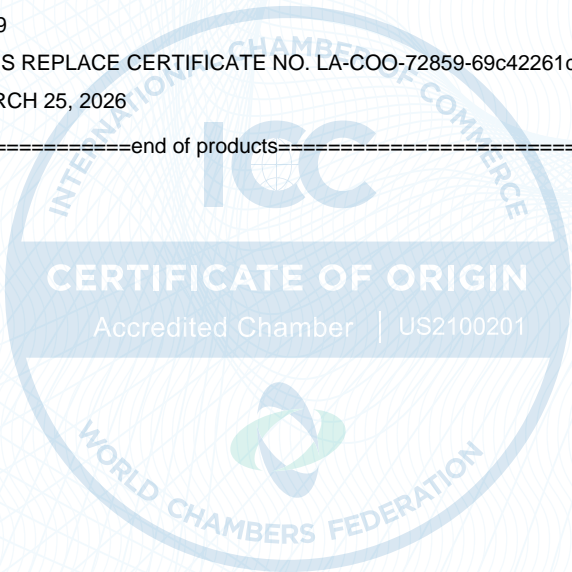 9
S REPLACE CERTIFICATE NO. LA-COO-72859-69c42261c
RCH 25, 2026
===========end of products========================
INTERNATIONAL CHAMBER OF COMMERCE
ICC
CERTIFICATE OF ORIGIN
Accredited Chamber | US2100201
WORLD CHAMBERS FEDERATION